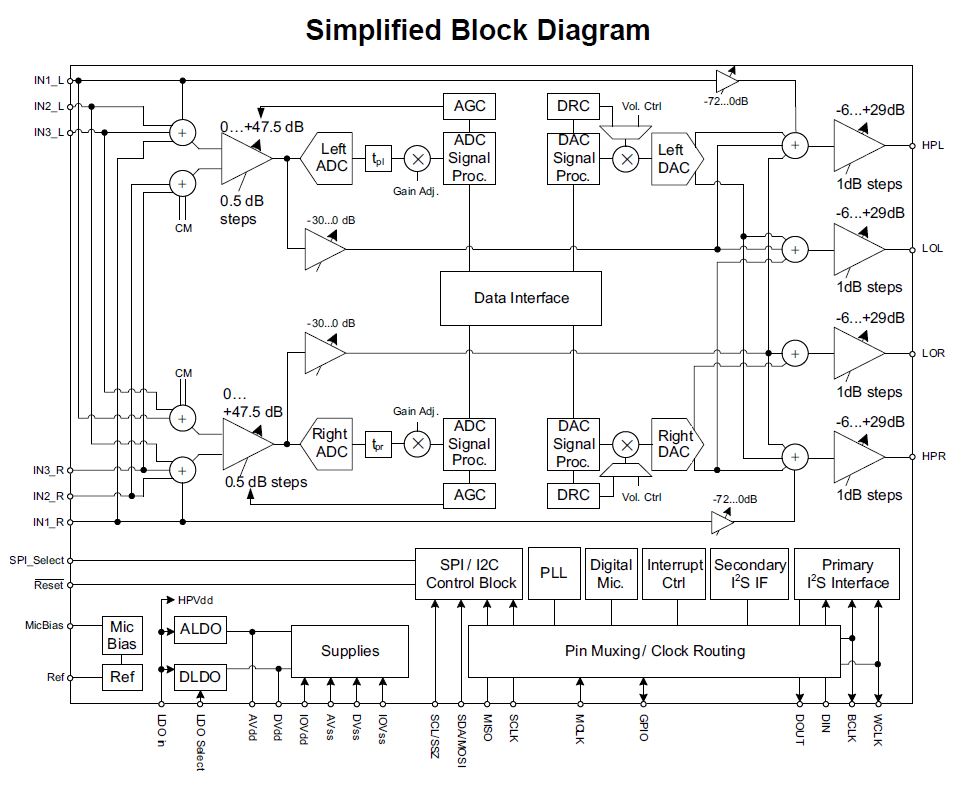 Simplified Block Diagram
IN1_L
IN2_L
IN3_L
0…+47.5 dB
AGC
DRC
Vol. Ctrl
-72...0dB
-6...+29dB
+
Left
ADC
tpl
×
Gain Adj.
ADC
Signal
Proc.
DAC
Signal
Proc.
×
Left
DAC
+
HPL
1dB steps
+
CM
0.5 dB
steps
-30...0 dB
-6...+29dB
+
LOL
1dB steps
Data Interface
-30...0 dB
-6...+29dB
+
LOR
1dB steps
CM
0…
+47.5 dB
+
Gain Adj.
Right
ADC
tpr
×
ADC
Signal
Proc.
DAC
Signal
Proc.
×
Right
DAC
-6...+29dB
+
HPR
1dB steps
IN3_R
IN2_R
IN1_R
+
0.5 dB steps
AGC
DRC
Vol. Ctrl
-72...0dB
SPI_Select
Reset
SPI / I2C
Control Block
PLL
Digital
Mic.
Interrupt
Ctrl
Secondary
I2S IF
Primary
I2S Interface
HPVdd
MicBias
Mic
Bias
ALDO
Supplies
Pin Muxing/ Clock Routing
Ref
Ref
DLDO
LDO in
LDO Select
AVdd
DVdd
IOVdd
AVss
DVss
IOVss
SCL/SSZ
SDA/MOSI
MISO
SCLK
MCLK
GPIO
DOUT
DIN
BCLK
WCLK